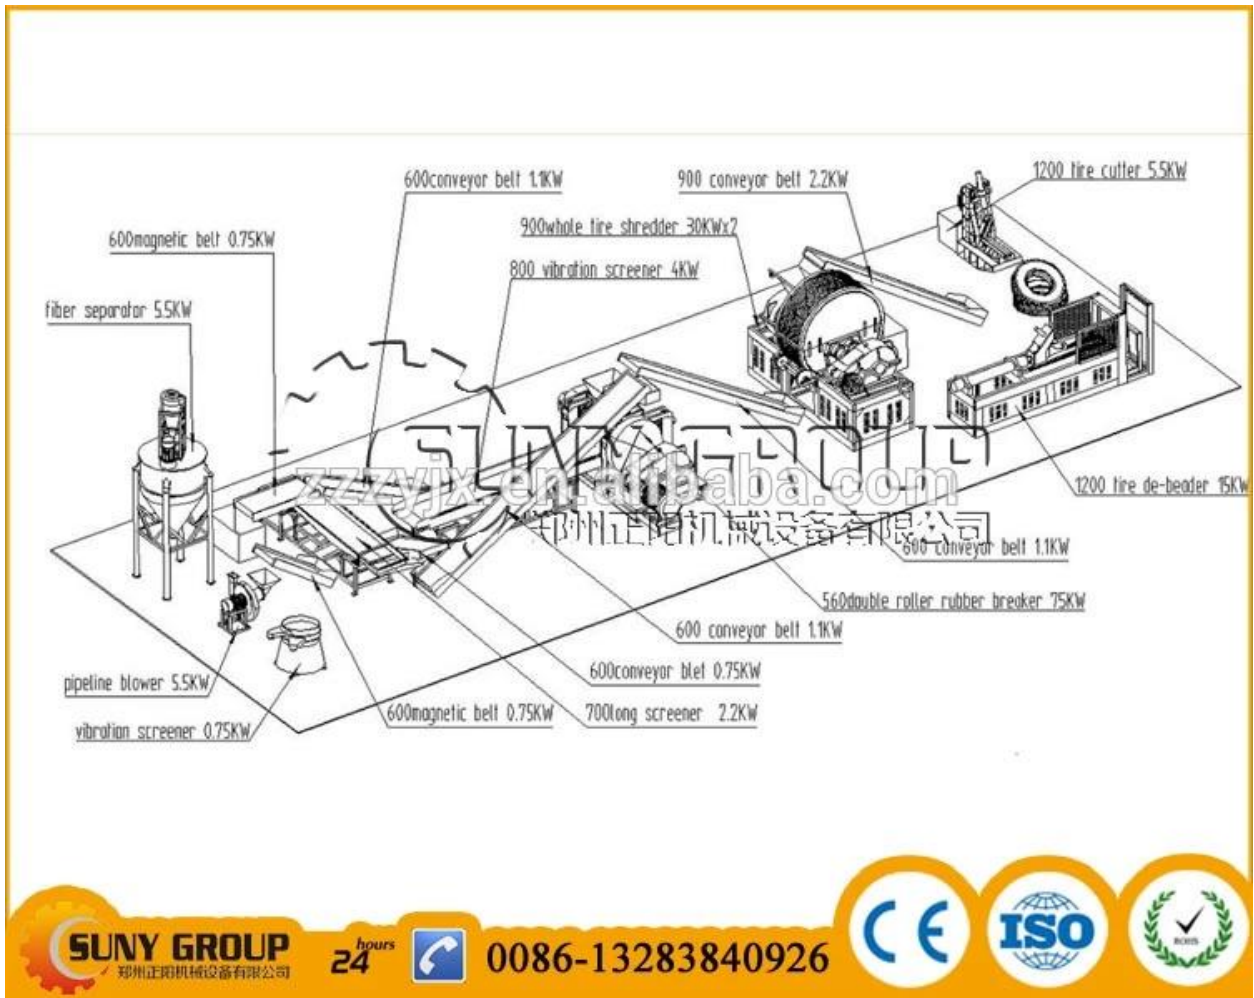 600conveyor belt 1.1KW
900 conveyor belt 2.2KW
1200 tire cutter 5.5KW
900whole tire shredder 30KWx2
600magnetic belt 0.75KW
800 vibration screener 4KW
fiber separator 5.5KW
SUNY GROUP
zzzyjx.en.alibaba.com
1200 tire de-beader 15KW
郑州正阳机械设备有限公司
600 conveyor belt 1.1KW
560double roller rubber breaker 75KW
600 conveyor belt 1.1KW
600conveyor blet 0.75KW
pipeline blower 5.5KW
600magnetic belt 0.75KW
700long screener 2.2KW
vibration screener 0.75KW
SUNY GROUP
郑州正阳机械设备有限公司
24 hours
0086-13283840926
CE
ISO
RoHS